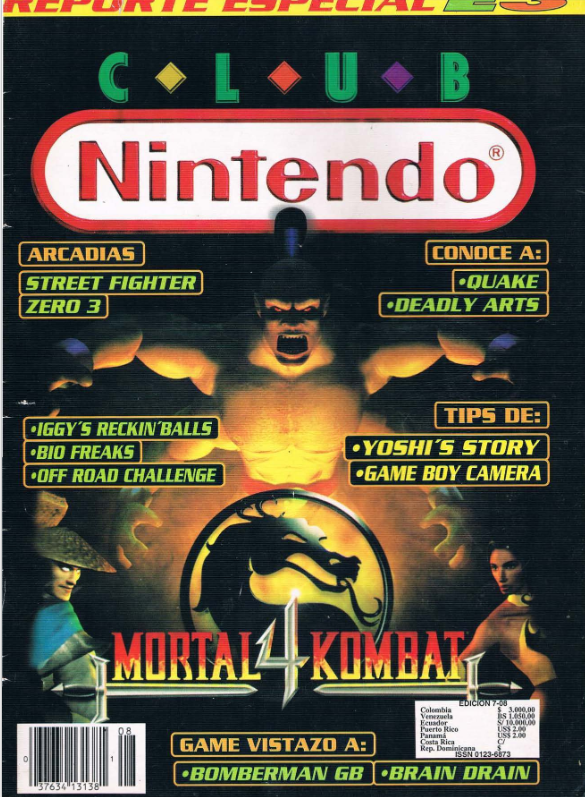 REPORTE ESPECIAL E3
CLUB
Nintendo®
ARCADIAS
STREET FIGHTER
ZERO 3
CONOCE A:
•QUAKE
•DEADLY ARTS
•IGGY'S RECKIN'BALLS
•BIO FREAKS
•OFF ROAD CHALLENGE
TIPS DE:
•YOSHI'S STORY
•GAME BOY CAMERA
MORTAL 4 KOMBAT
EDICION 7-08
Colombia $ 3.000,00
Venezuela BS 1.050,00
Ecuador S/ 10.000,00
Puerto Rico US$ 2.00
Panamá US$ 2.00
Costa Rica C/
Rep. Dominicana $
ISSN 0123-6873
GAME VISTAZO A:
•BOMBERMAN GB
•BRAIN DRAIN
08
0 37634 13138 1